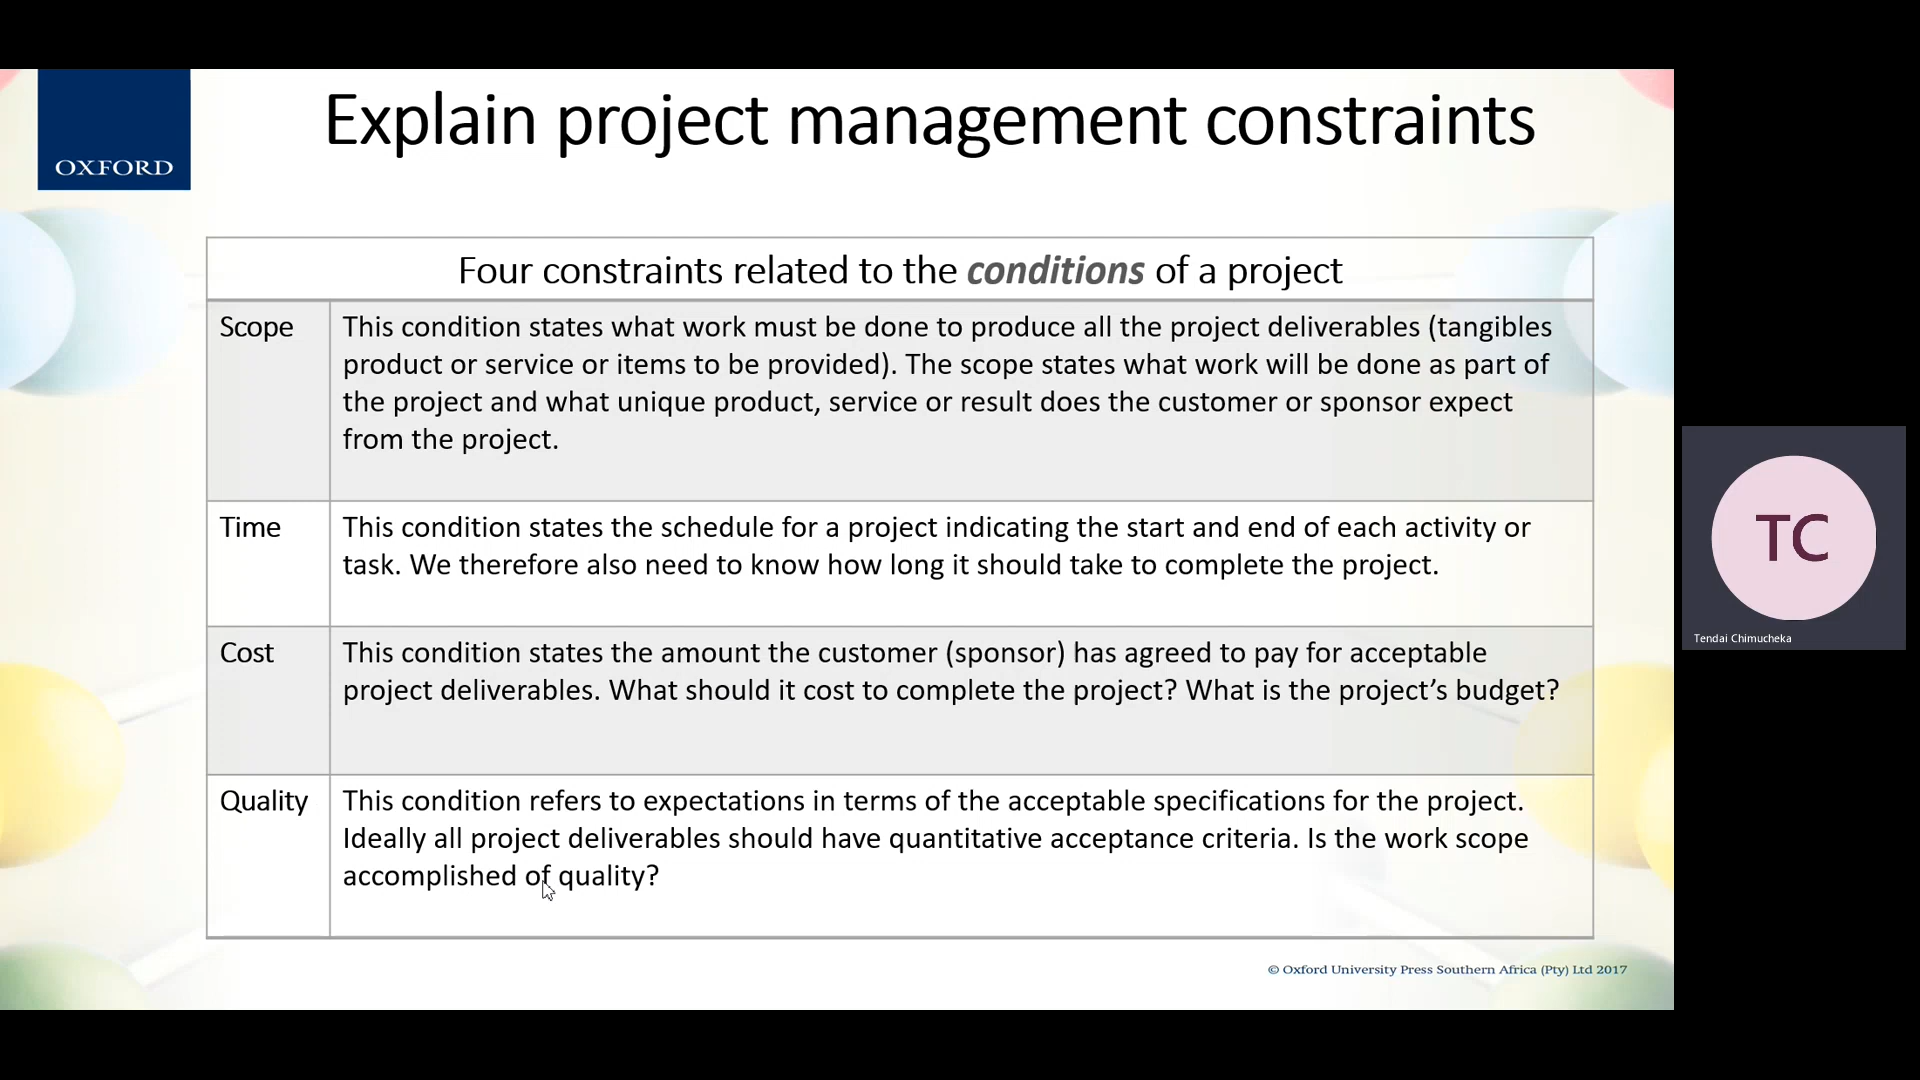 OXFORD
Explain project management constraints
Four constraints related to the conditions of a project
Scope
This condition states what work must be done to produce all the project deliverables (tangibles
product or service or items to be provided). The scope states what work will be done as part of
the project and what unique product, service or result does the customer or sponsor expect
from the project.
Time
This condition states the schedule for a project indicating the start and end of each activity or
task. We therefore also need to know how long it should take to complete the project.
Cost
This condition states the amount the customer (sponsor) has agreed to pay for acceptable
project deliverables. What should it cost to complete the project? What is the project’s budget?
Quality
This condition refers to expectations in terms of the acceptable specifications for the project.
Ideally all project deliverables should have quantitative acceptance criteria. Is the work scope
accomplished of quality?
© Oxford University Press Southern Africa (Pty) Ltd 2017
TC
Tendai Chimucheka